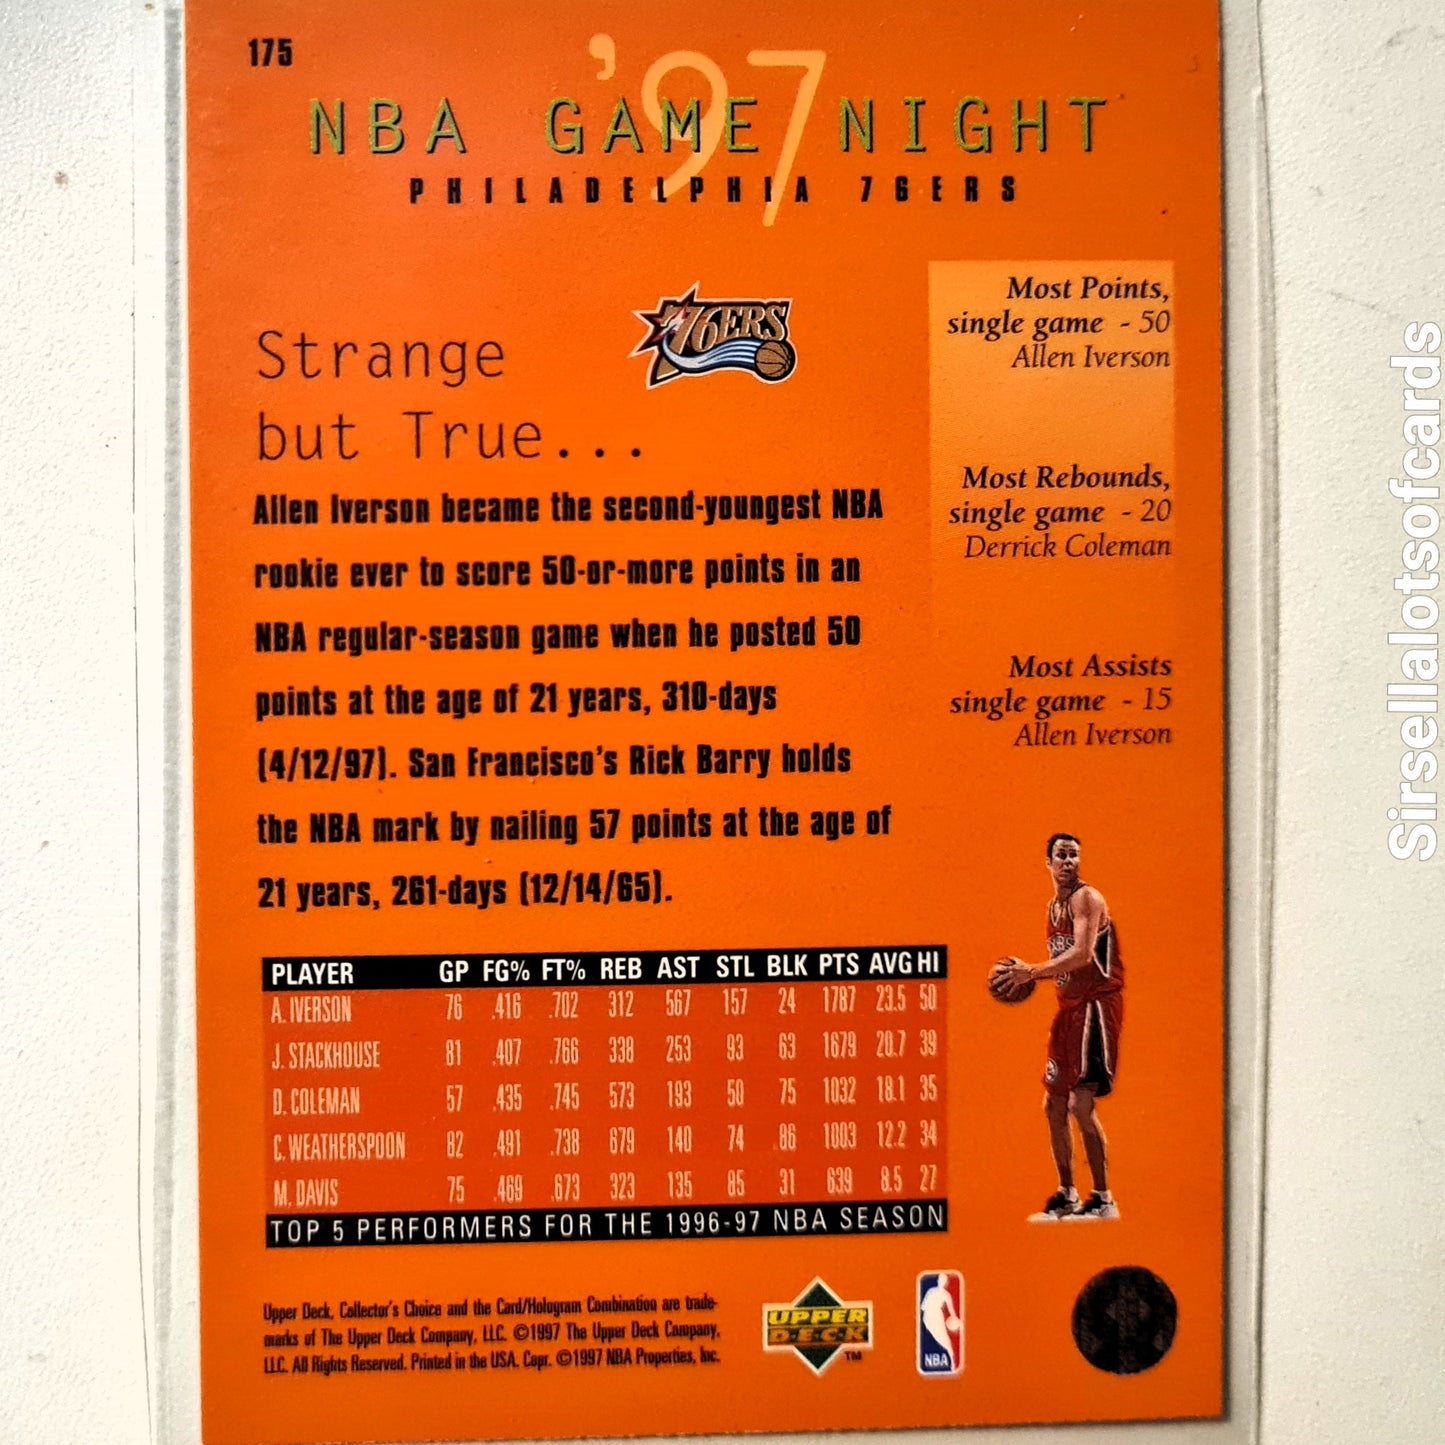 175
'97
NBA GAME NIGHT
PHILADELPHIA 76ERS
76ERS
Strange
but True...
Allen Iverson became the second-youngest NBA
rookie ever to score 50-or-more points in an
NBA regular-season game when he posted 50
points at the age of 21 years, 310-days
(4/12/97). San Francisco's Rick Barry holds
the NBA mark by nailing 57 points at the age of
21 years, 261-days (12/14/65).
Most Points,
single game - 50
Allen Iverson
Most Rebounds,
single game - 20
Derrick Coleman
Most Assists
single game - 15
Allen Iverson
PLAYER GP FG% FT% REB AST STL BLK PTS AVG HI
A. IVERSON 76 .416 .702 312 567 157 24 1787 23.5 50
J. STACKHOUSE 81 .407 .766 338 253 93 63 1679 20.7 39
D. COLEMAN 57 .435 .745 573 193 50 75 1032 18.1 35
C. WEATHERSPOON 82 .491 .738 679 140 74 86 1003 12.2 34
M. DAVIS 75 .469 .673 323 135 85 31 639 8.5 27
TOP 5 PERFORMERS FOR THE 1996-97 NBA SEASON
Upper Deck, Collector's Choice and the Card/Hologram Combination are trade-
marks of The Upper Deck Company, LLC. ©1997 The Upper Deck Company,
LLC. All Rights Reserved. Printed in the USA. Copr. ©1997 NBA Properties, Inc.
UPPER
DECK
TM
NBA
Sirsellalotsofcards